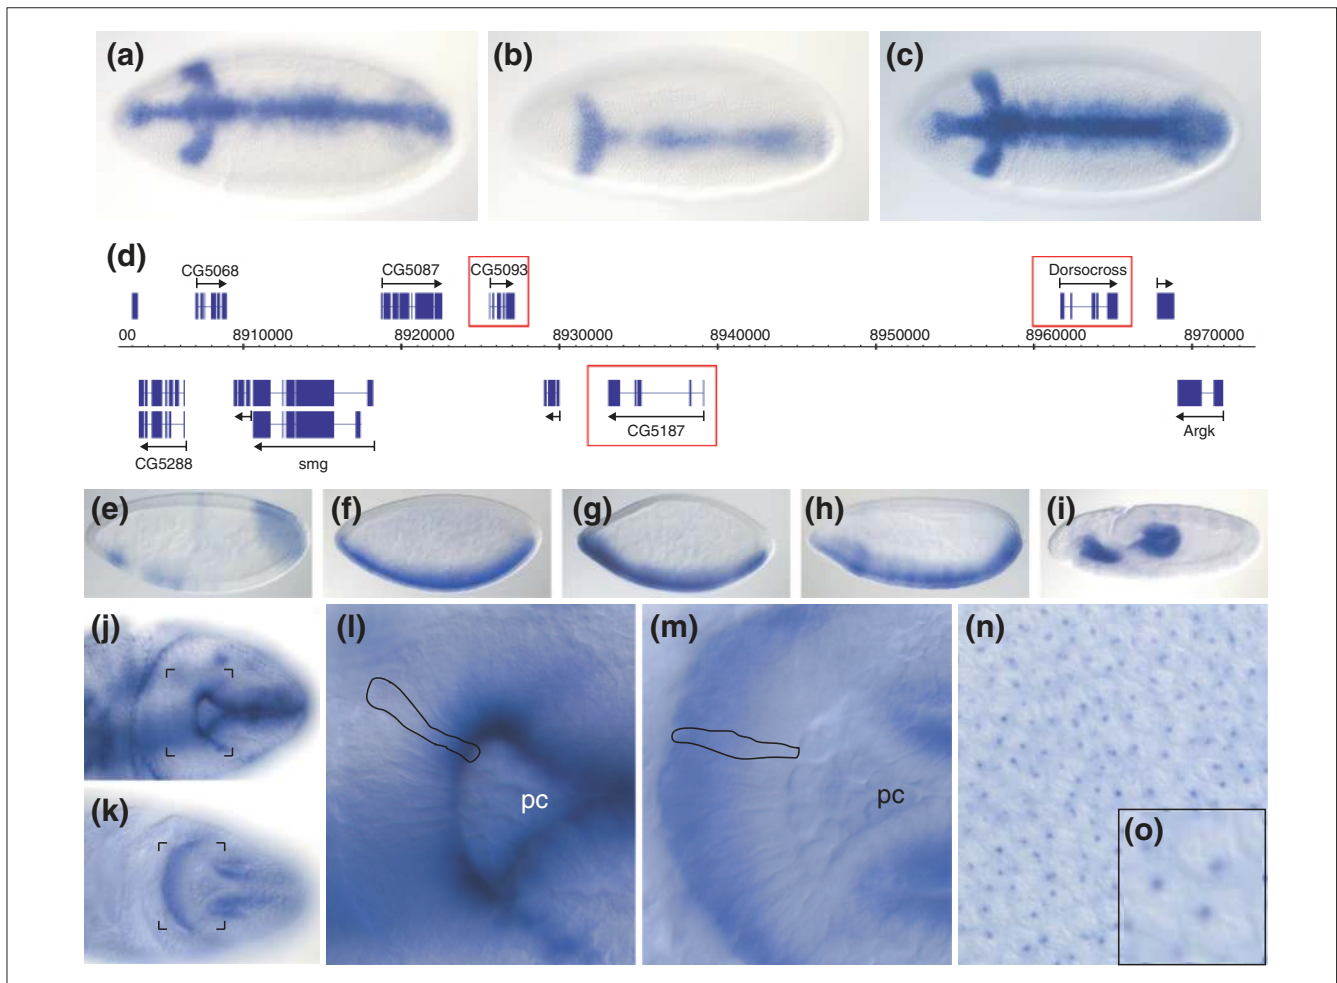 (a) (b) (c)
(d)
CG5068 CG5087 CG5093 Dorsocross
00 8910000 8920000 8930000 8940000 8950000 8960000 8970000
CG5187 Argk
CG5288 smg
(e) (f) (g) (h) (i)
(j) (l) (m) (n)
pc pc
(k) (o)